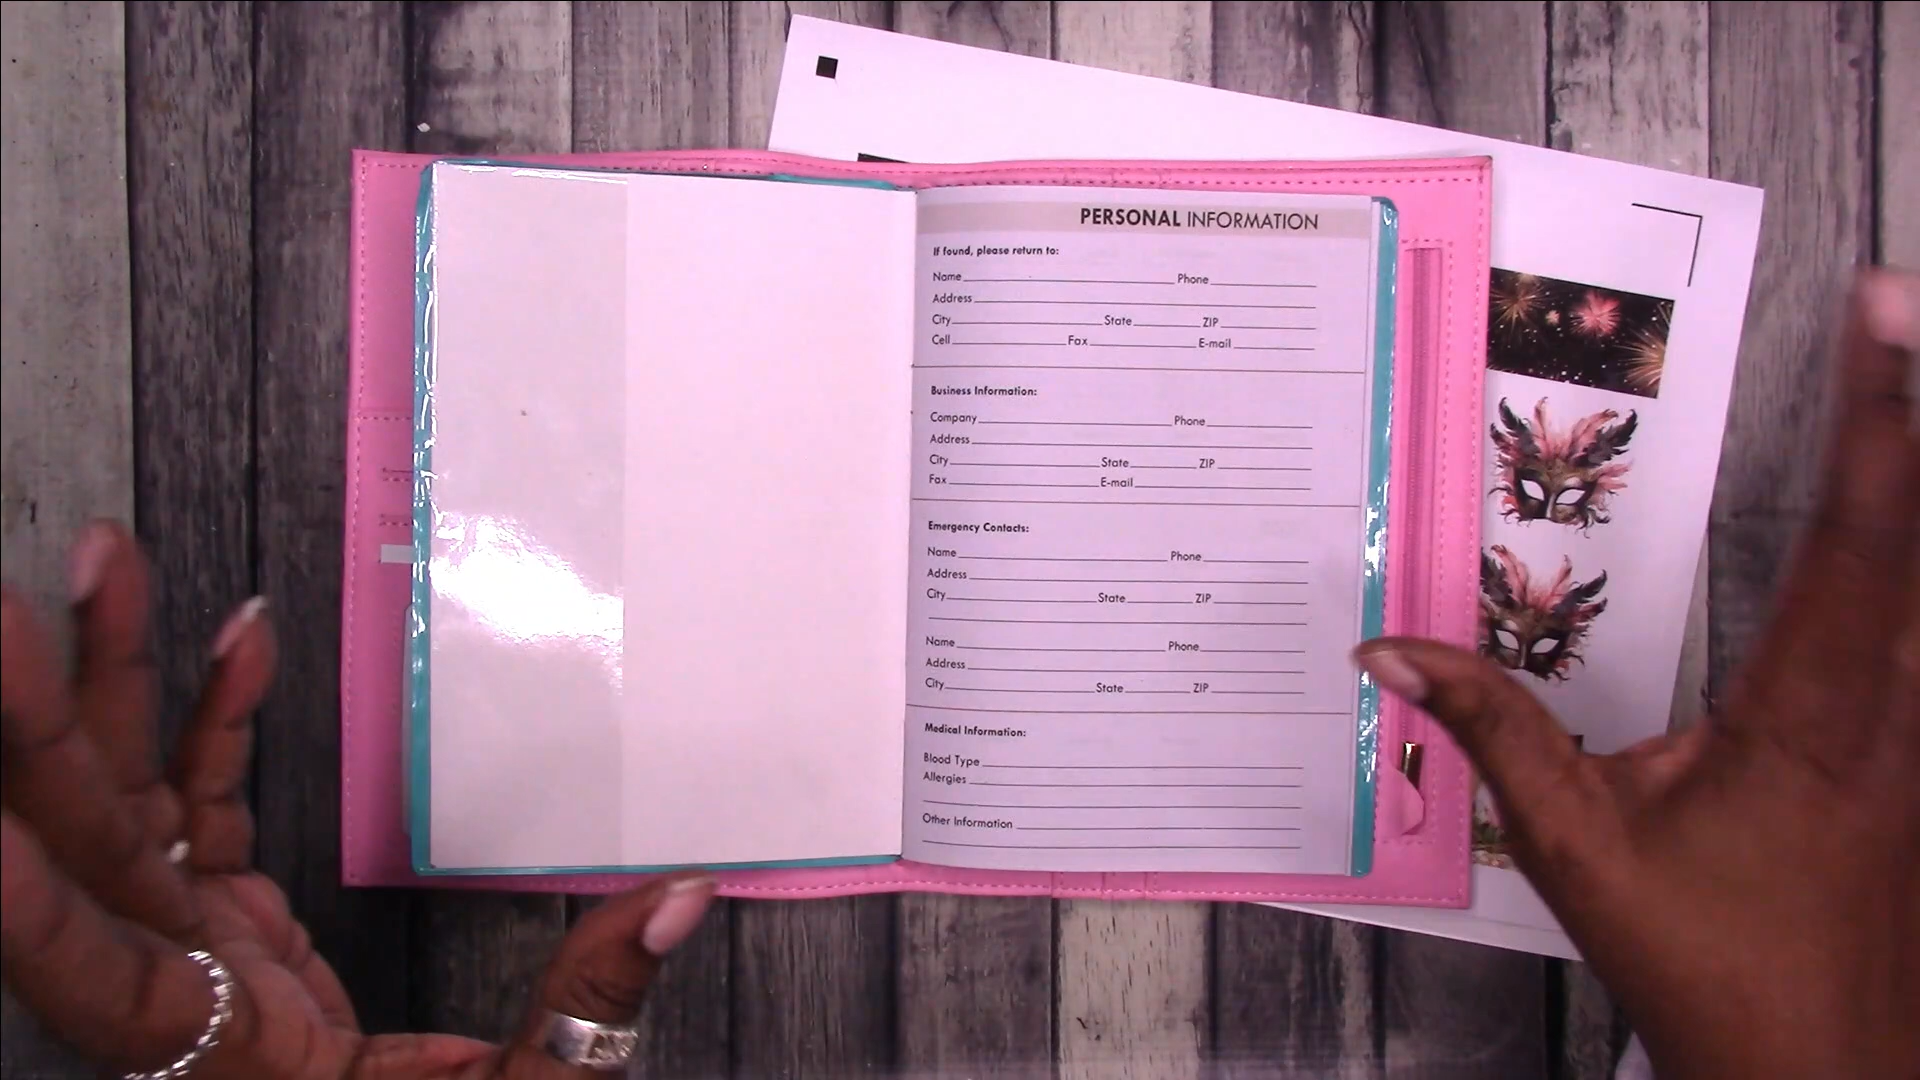 PERSONAL INFORMATION
If found, please return to:
Name Phone
Address
City State ZIP
Cell Fax E-mail
Business Information:
Company Phone
Address
City State ZIP
Fax E-mail
Emergency Contacts:
Name Phone
Address
City State ZIP
Name Phone
Address
City State ZIP
Medical Information:
Blood Type
Allergies
Other Information